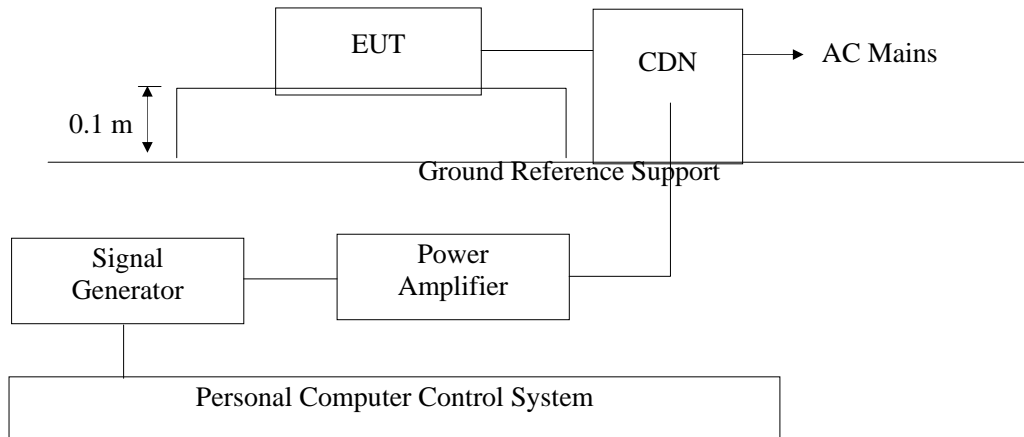 EUT
CDN
AC Mains
0.1 m
Ground Reference Support
Signal
Generator
Power
Amplifier
Personal Computer Control System